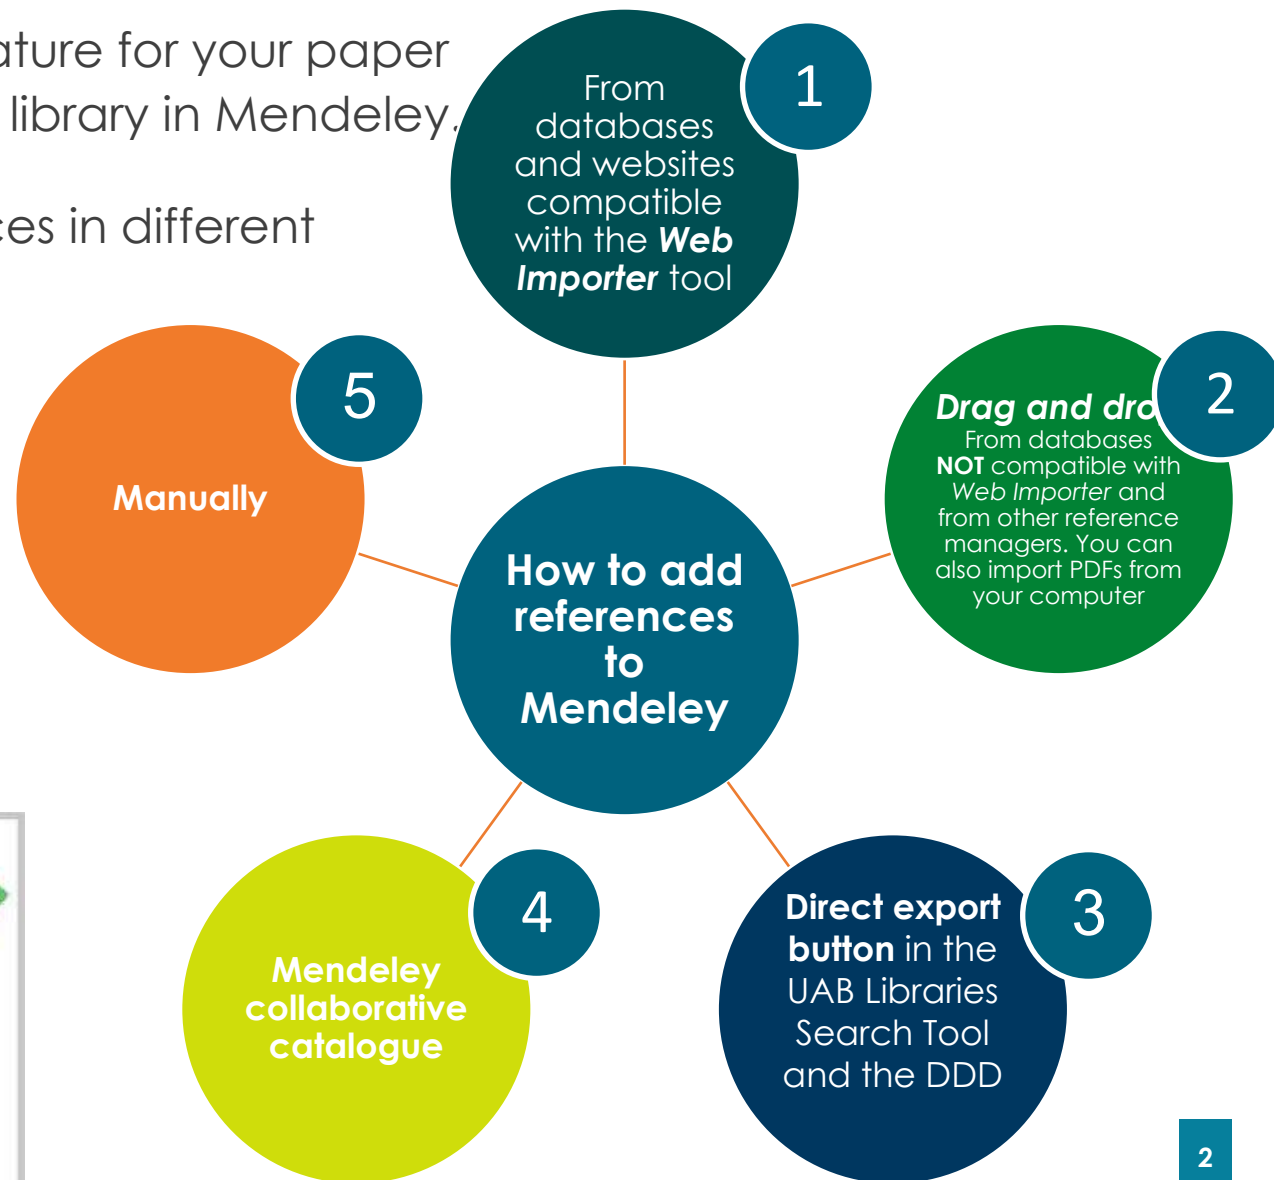 ature for your paper
library in Mendeley.
ces in different
From
databases
and websites
compatible
with the Web
Importer tool
1
Drag and dro
From databases
NOT compatible with
Web Importer and
from other reference
managers. You can
also import PDFs from
your computer
2
Direct export
button in the
UAB Libraries
Search Tool
and the DDD
3
Mendeley
collaborative
catalogue
4
Manually
5
How to add
references
to
Mendeley
2